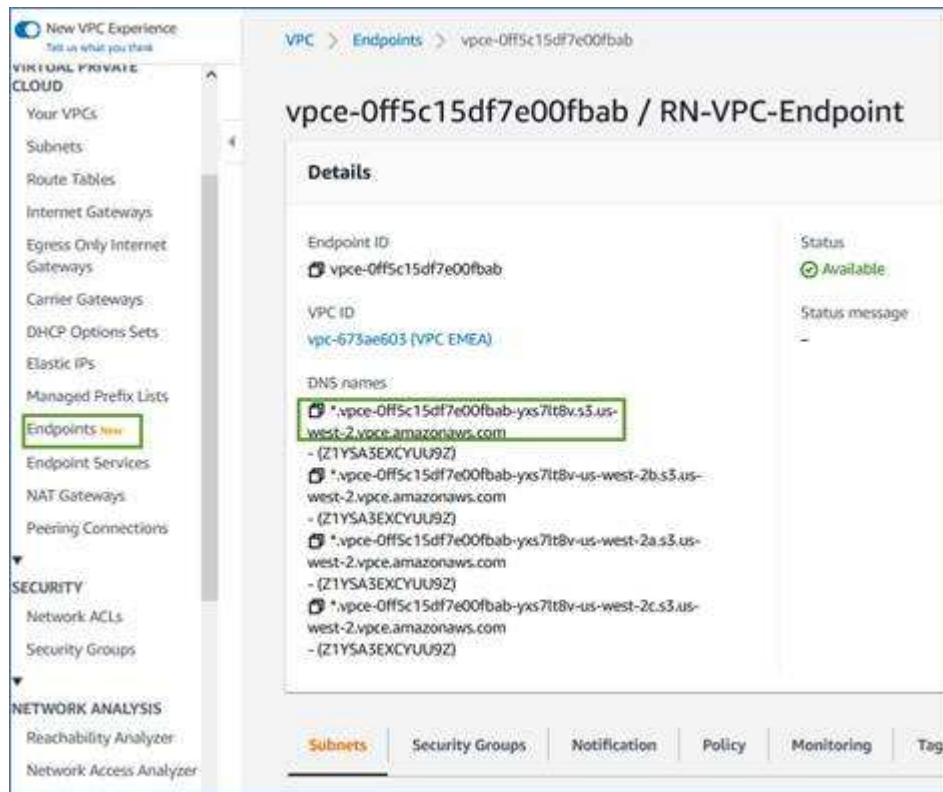 New VPC Experience
Tell us what you think
VIRTUAL PRIVATE
CLOUD
Your VPCs
Subnets
Route Tables
Internet Gateways
Egress Only Internet
Gateways
Carrier Gateways
DHCP Options Sets
Elastic IPs
Managed Prefix Lists
Endpoints New
Endpoint Services
NAT Gateways
Peering Connections
SECURITY
Network ACLs
Security Groups
NETWORK ANALYSIS
Reachability Analyzer
Network Access Analyzer
VPC > Endpoints > vpce-0ff5c15df7e00fbab
vpce-0ff5c15df7e00fbab / RN-VPC-Endpoint
Details
Endpoint ID
vpce-0ff5c15df7e00fbab
VPC ID
vpc-673ae603 (VPC EMEA)
DNS names
*.vpce-0ff5c15df7e00fbab-yxs7lt8v.s3.us-
west-2.vpce.amazonaws.com
- (Z1YSA3EXCYUU9Z)
*.vpce-0ff5c15df7e00fbab-yxs7lt8v-us-west-2b.s3.us-
west-2.vpce.amazonaws.com
- (Z1YSA3EXCYUU9Z)
*.vpce-0ff5c15df7e00fbab-yxs7lt8v-us-west-2a.s3.us-
west-2.vpce.amazonaws.com
- (Z1YSA3EXCYUU9Z)
*.vpce-0ff5c15df7e00fbab-yxs7lt8v-us-west-2c.s3.us-
west-2.vpce.amazonaws.com
- (Z1YSA3EXCYUU9Z)
Status
Available
Status message
–
Subnets Security Groups Notification Policy Monitoring Tag